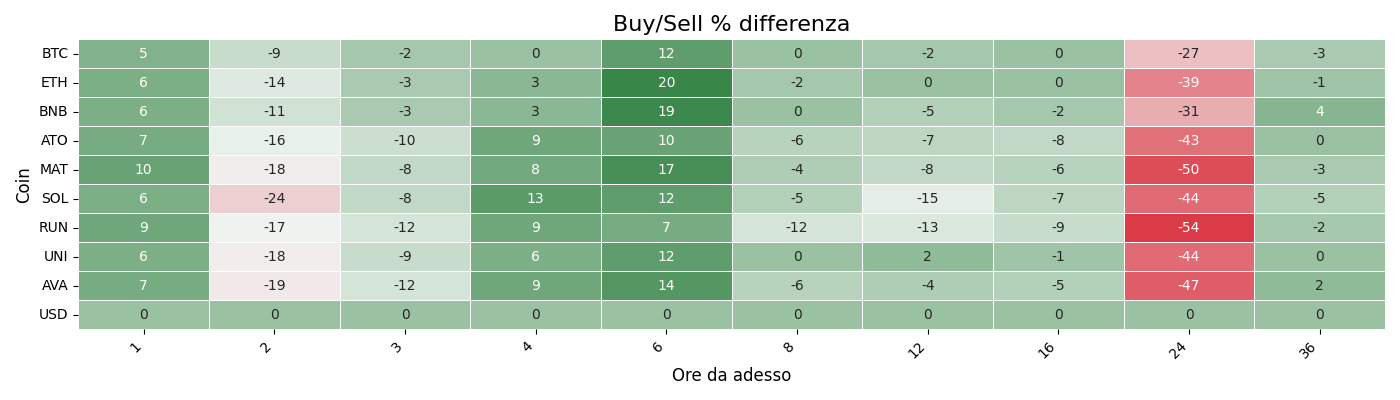 Buy/Sell % differenza
Coin
BTC 5 -9 -2 0 12 0 -2 0 -27 -3
ETH 6 -14 -3 3 20 -2 0 0 -39 -1
BNB 6 -11 -3 3 19 0 -5 -2 -31 4
ATO 7 -16 -10 9 10 -6 -7 -8 -43 0
MAT 10 -18 -8 8 17 -4 -8 -6 -50 -3
SOL 6 -24 -8 13 12 -5 -15 -7 -44 -5
RUN 9 -17 -12 9 7 -12 -13 -9 -54 -2
UNI 6 -18 -9 6 12 0 2 -1 -44 0
AVA 7 -19 -12 9 14 -6 -4 -5 -47 2
USD 0 0 0 0 0 0 0 0 0 0
1 2 3 4 6 8 12 16 24 36
Ore da adesso